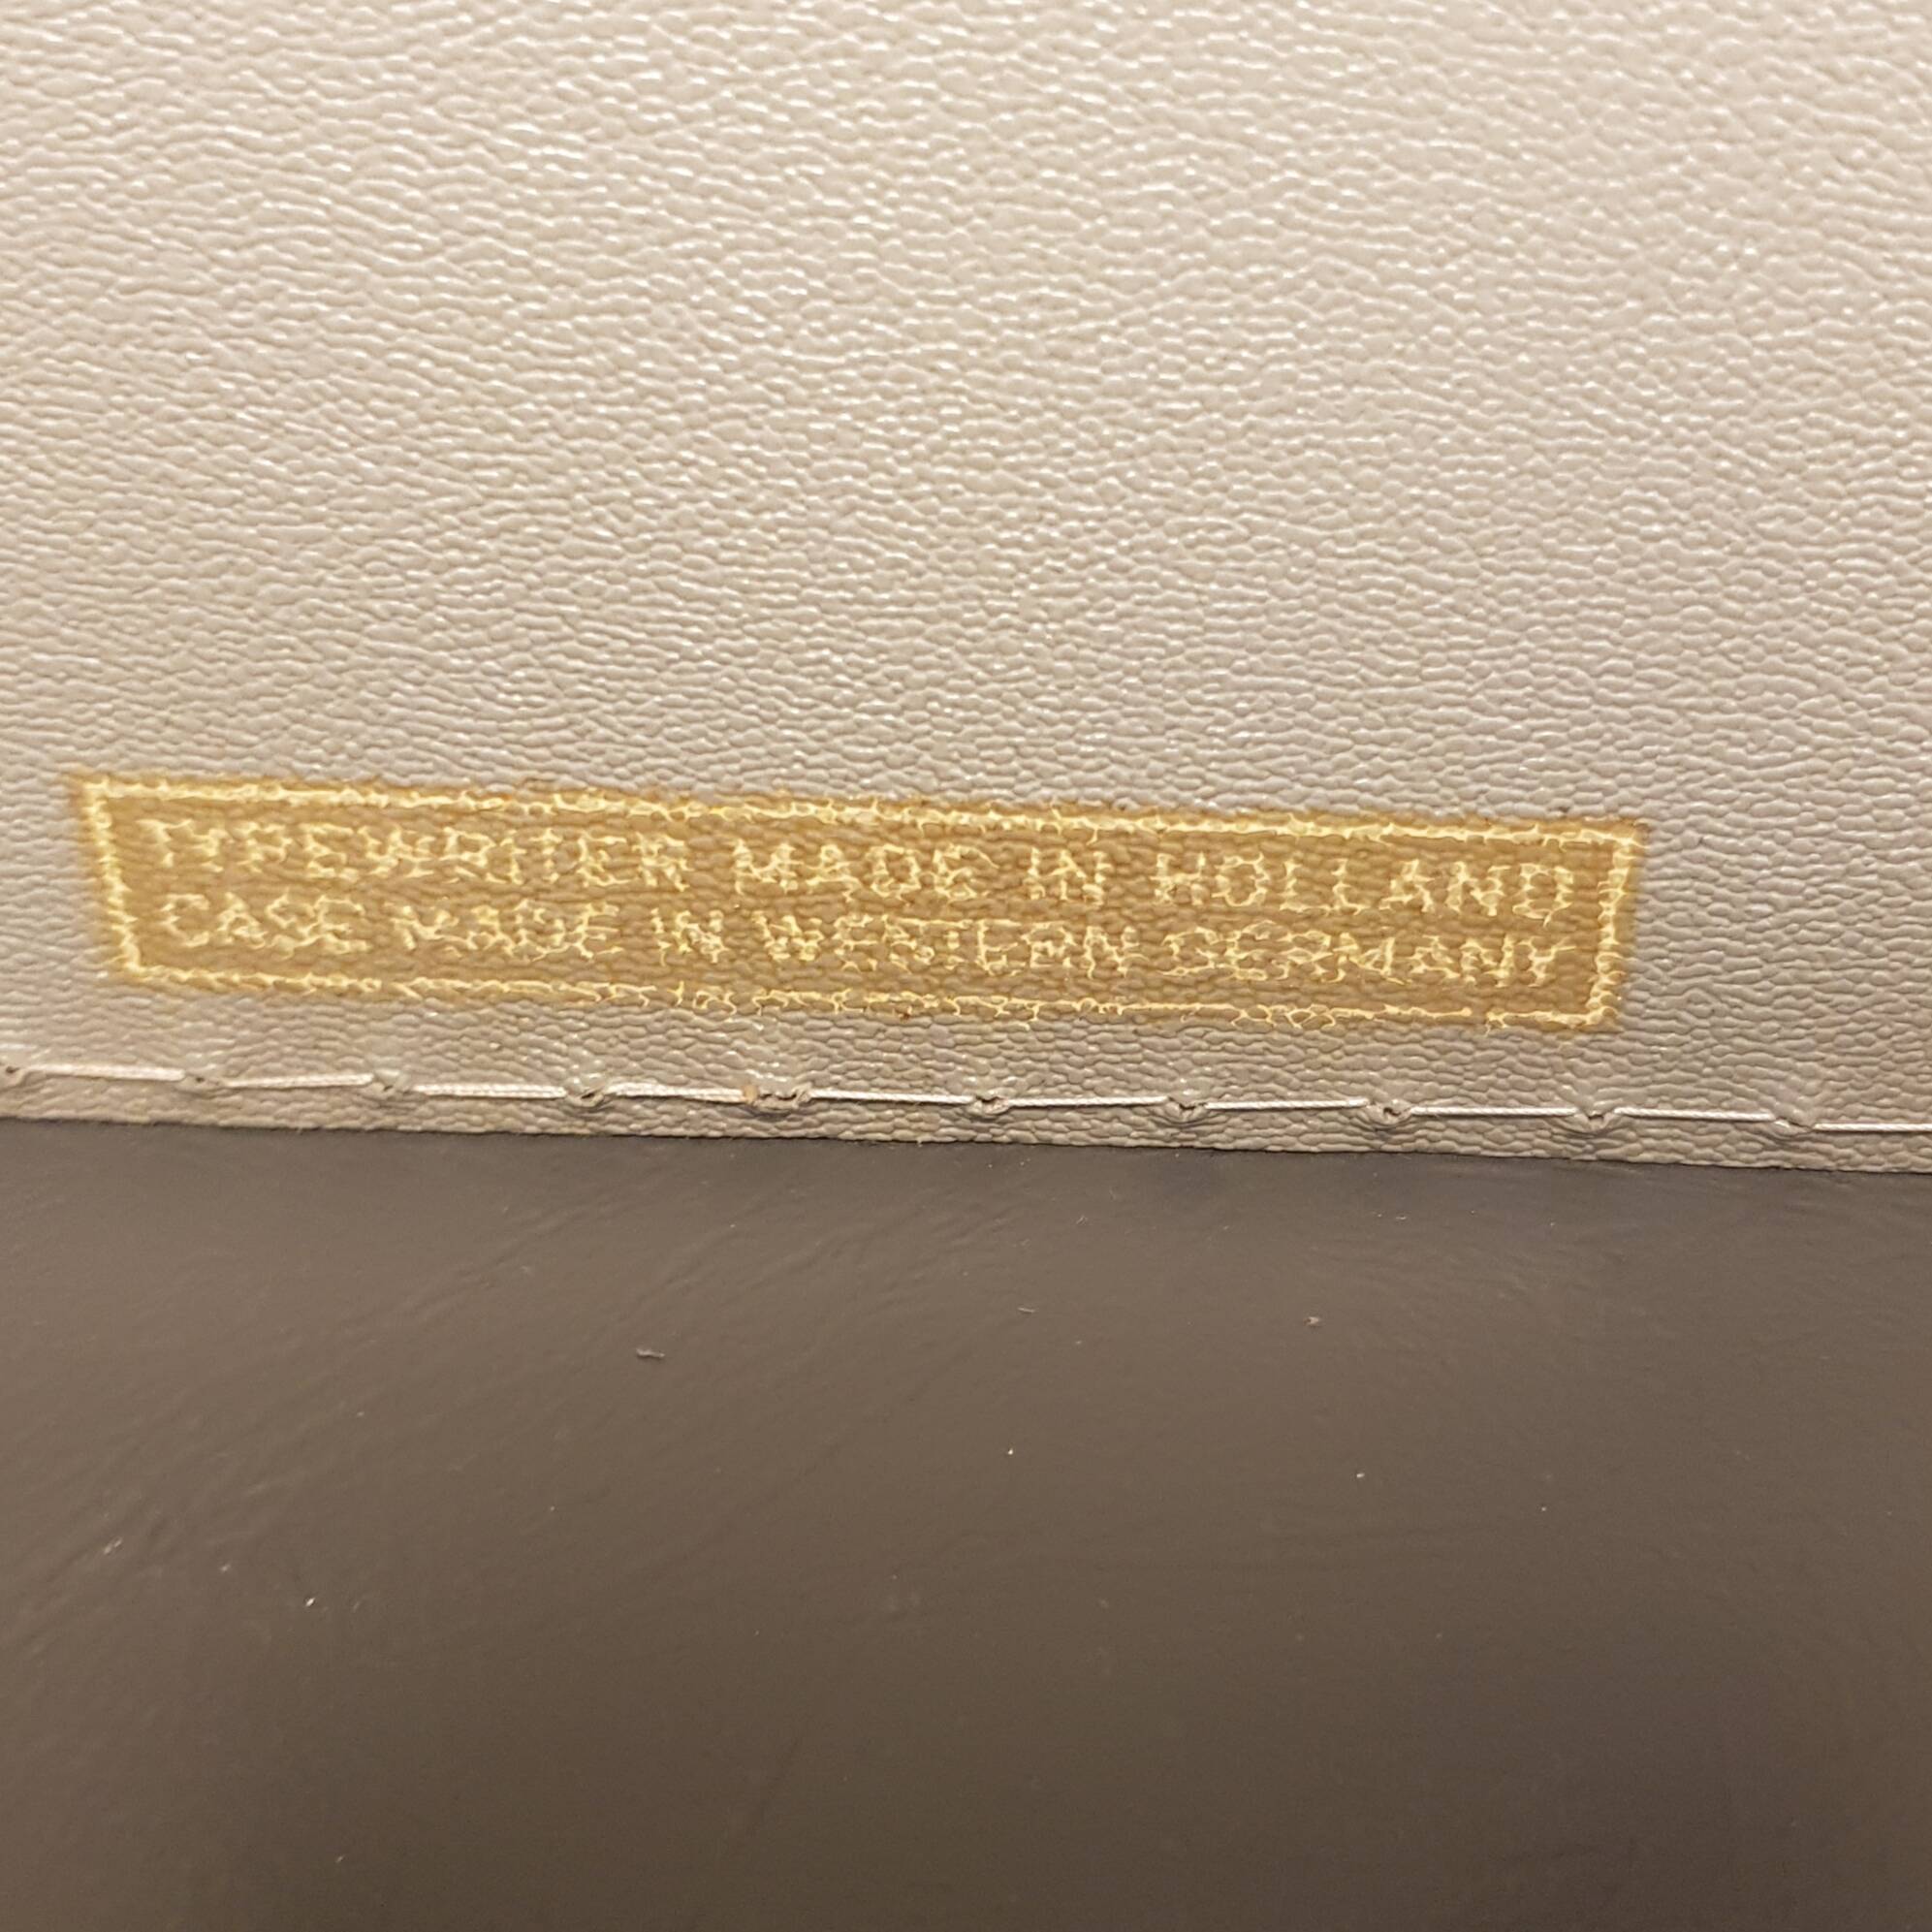 TYPEWRITER MADE IN HOLLAND
CASE MADE IN WESTERN GERMANY